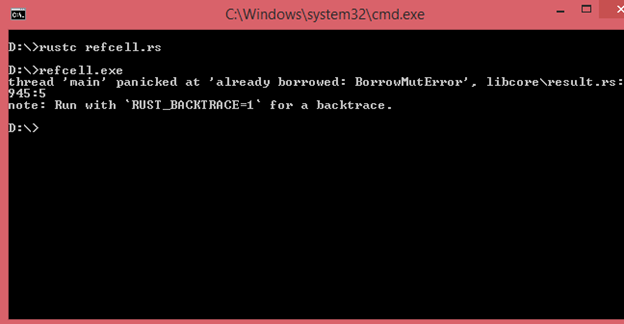 C:\Windows\system32\cmd.exe
D:\>rustc refcell.rs
D:\>refcell.exe
thread 'main' panicked at 'already borrowed: BorrowMutError', libcore\result.rs:
945:5
note: Run with `RUST_BACKTRACE=1` for a backtrace.
D:\>